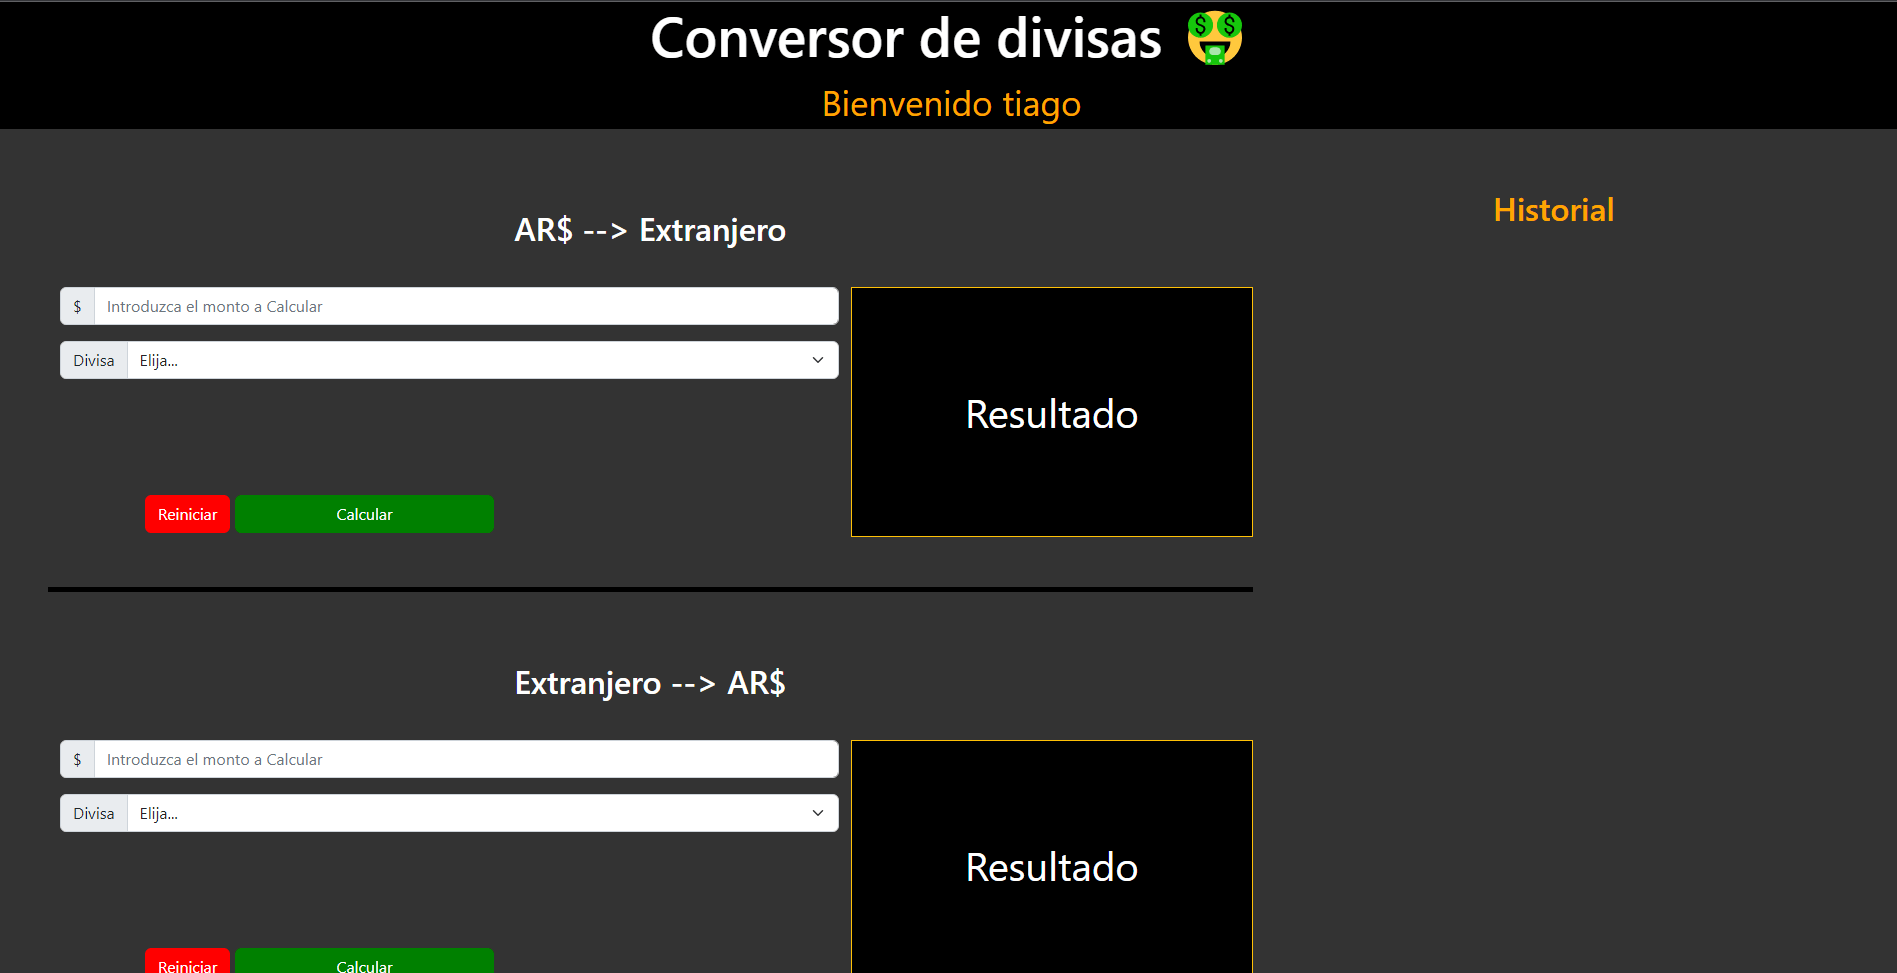 Conversor de divisas 🤑
Bienvenido tiago
Historial
AR$ --> Extranjero
$ Introduzca el monto a Calcular
Divisa Elija...
Resultado
Reiniciar Calcular
Extranjero --> AR$
$ Introduzca el monto a Calcular
Divisa Elija...
Resultado
Reiniciar Calcular